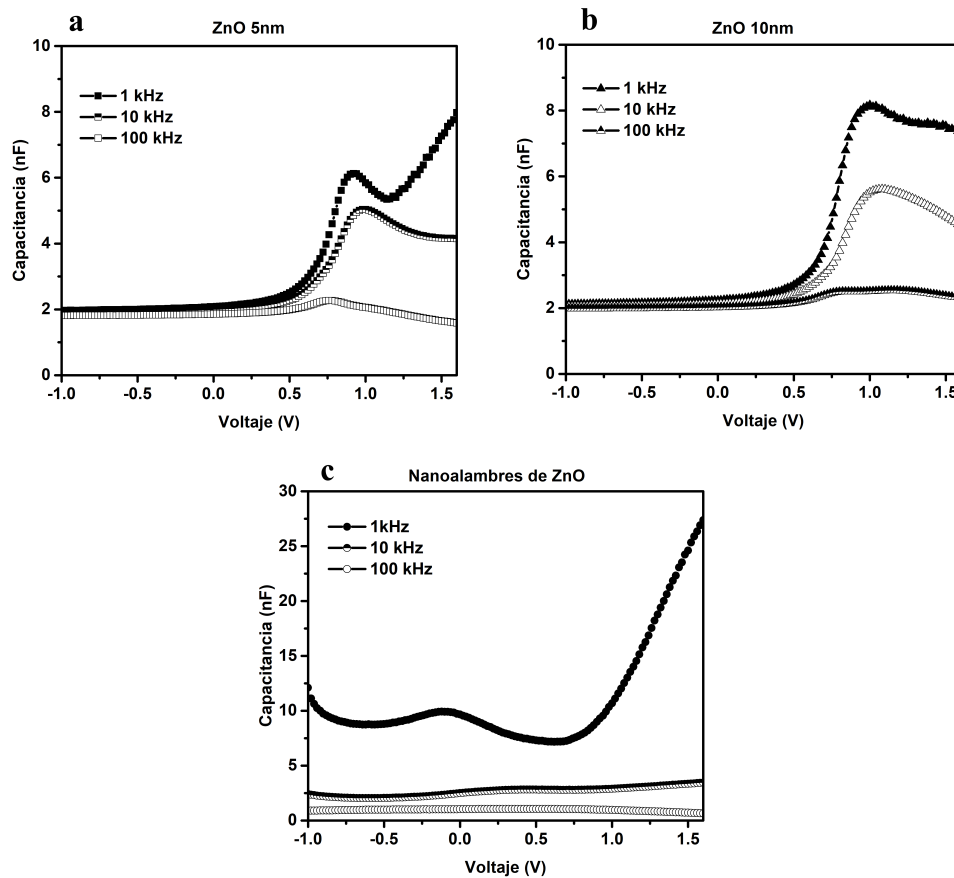 a
ZnO 5nm
10
8
6
4
2
0
Capacitancia (nF)
1 kHz
10 kHz
100 kHz
-1.0 -0.5 0.0 0.5 1.0 1.5
Voltaje (V)
b
ZnO 10nm
10
8
6
4
2
0
Capacitancia (nF)
1 kHz
10 kHz
100 kHz
-1.0 -0.5 0.0 0.5 1.0 1.5
Voltaje (V)
c
Nanoalambres de ZnO
30
25
20
15
10
5
0
Capacitancia (nF)
1kHz
10 kHz
100 kHz
-1.0 -0.5 0.0 0.5 1.0 1.5
Voltaje (V)